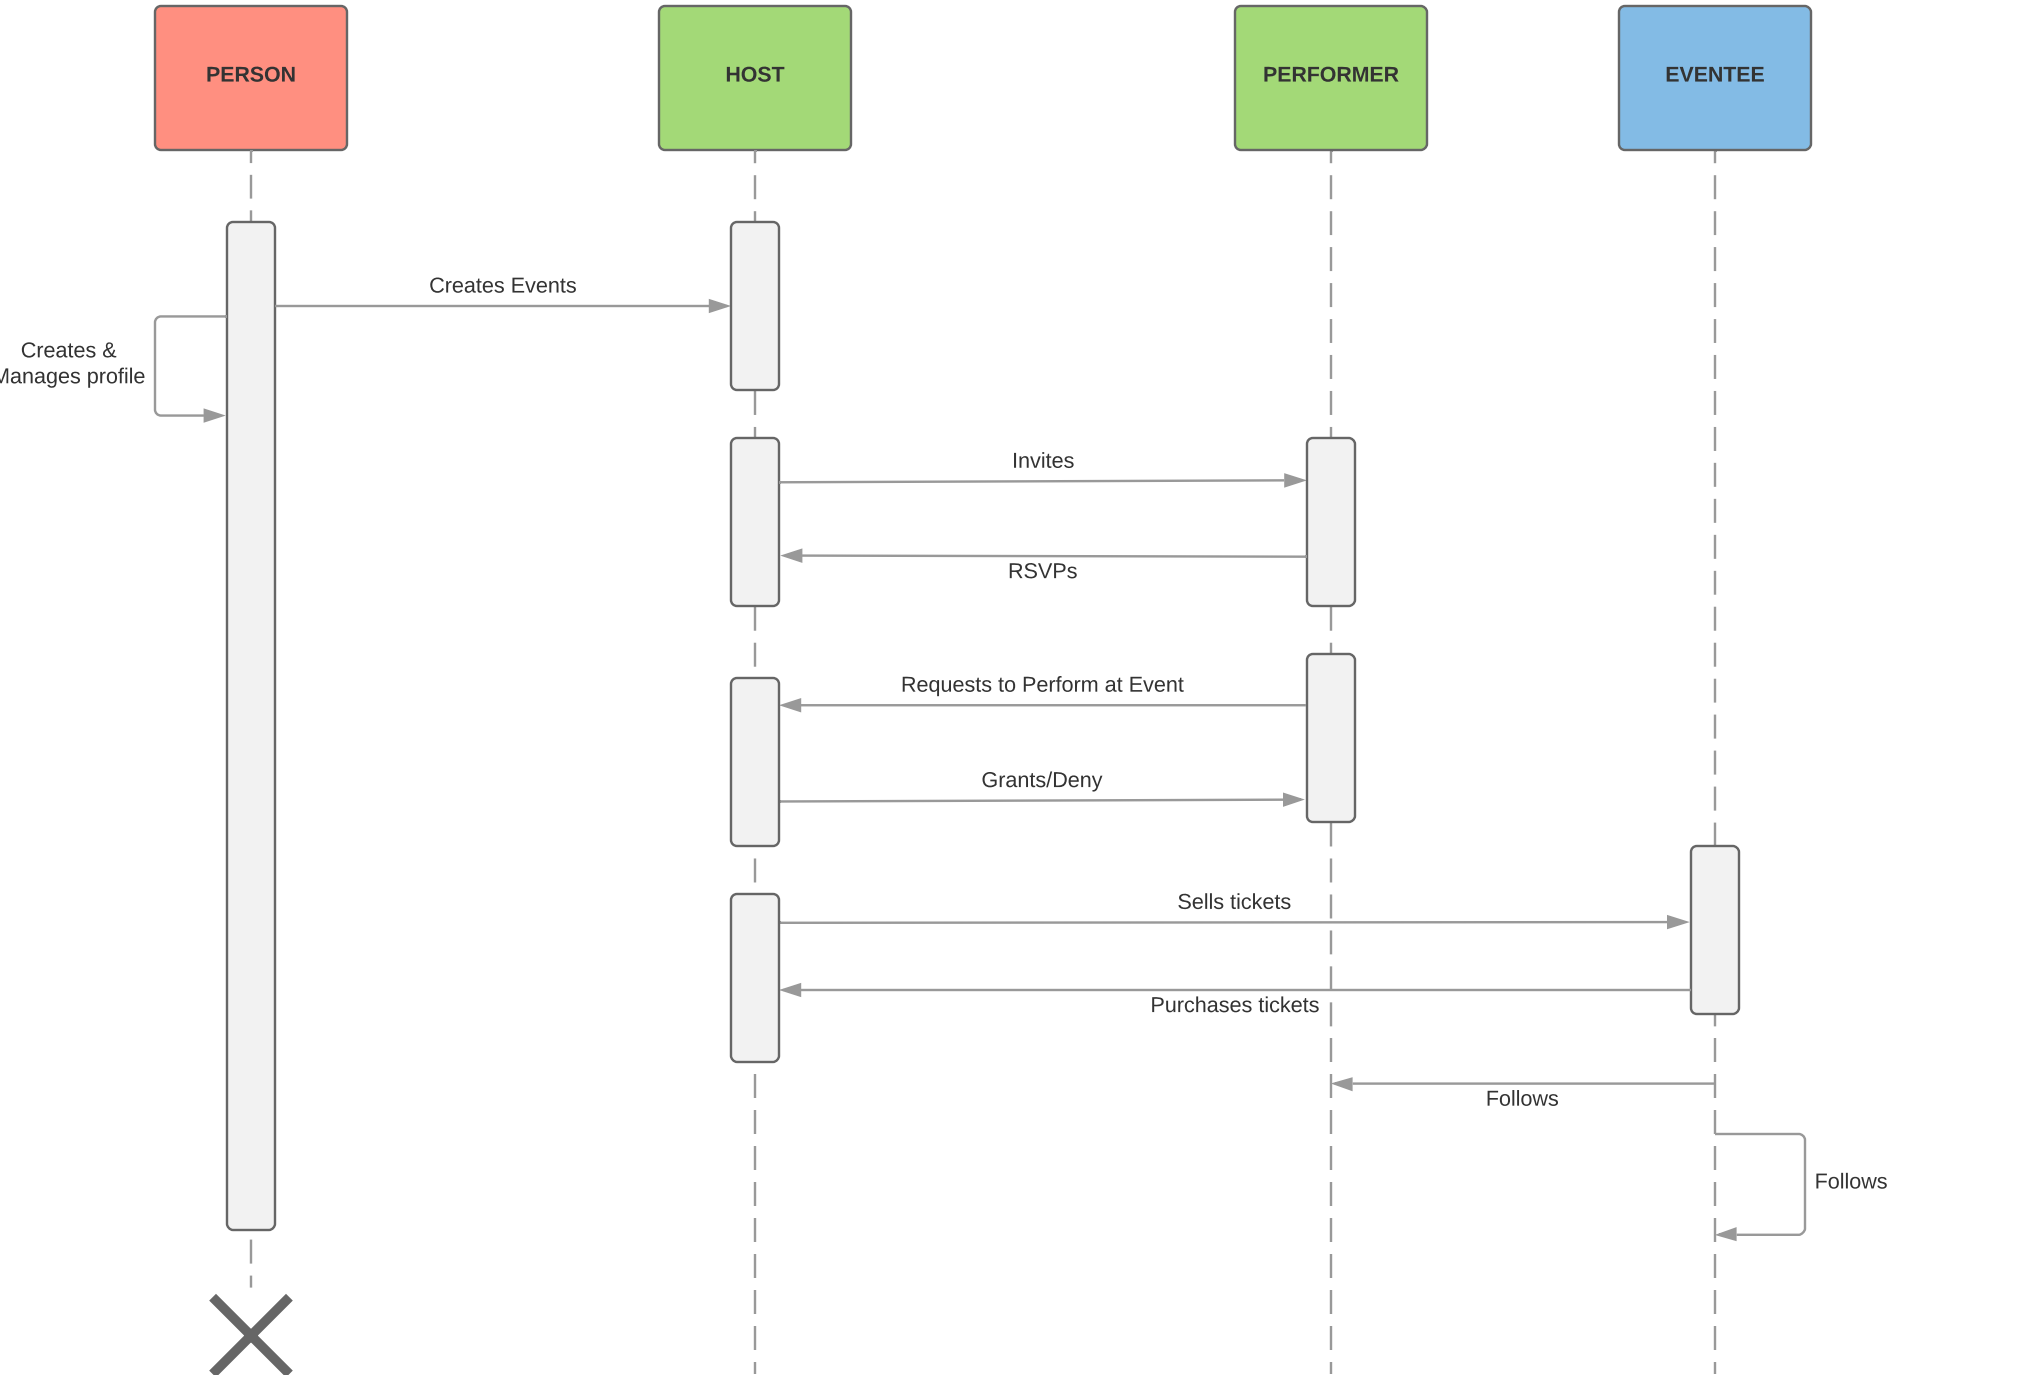 PERSON
HOST
PERFORMER
EVENTEE
Creates Events
Creates &
Manages profile
Invites
RSVPs
Requests to Perform at Event
Grants/Deny
Sells tickets
Purchases tickets
Follows
Follows